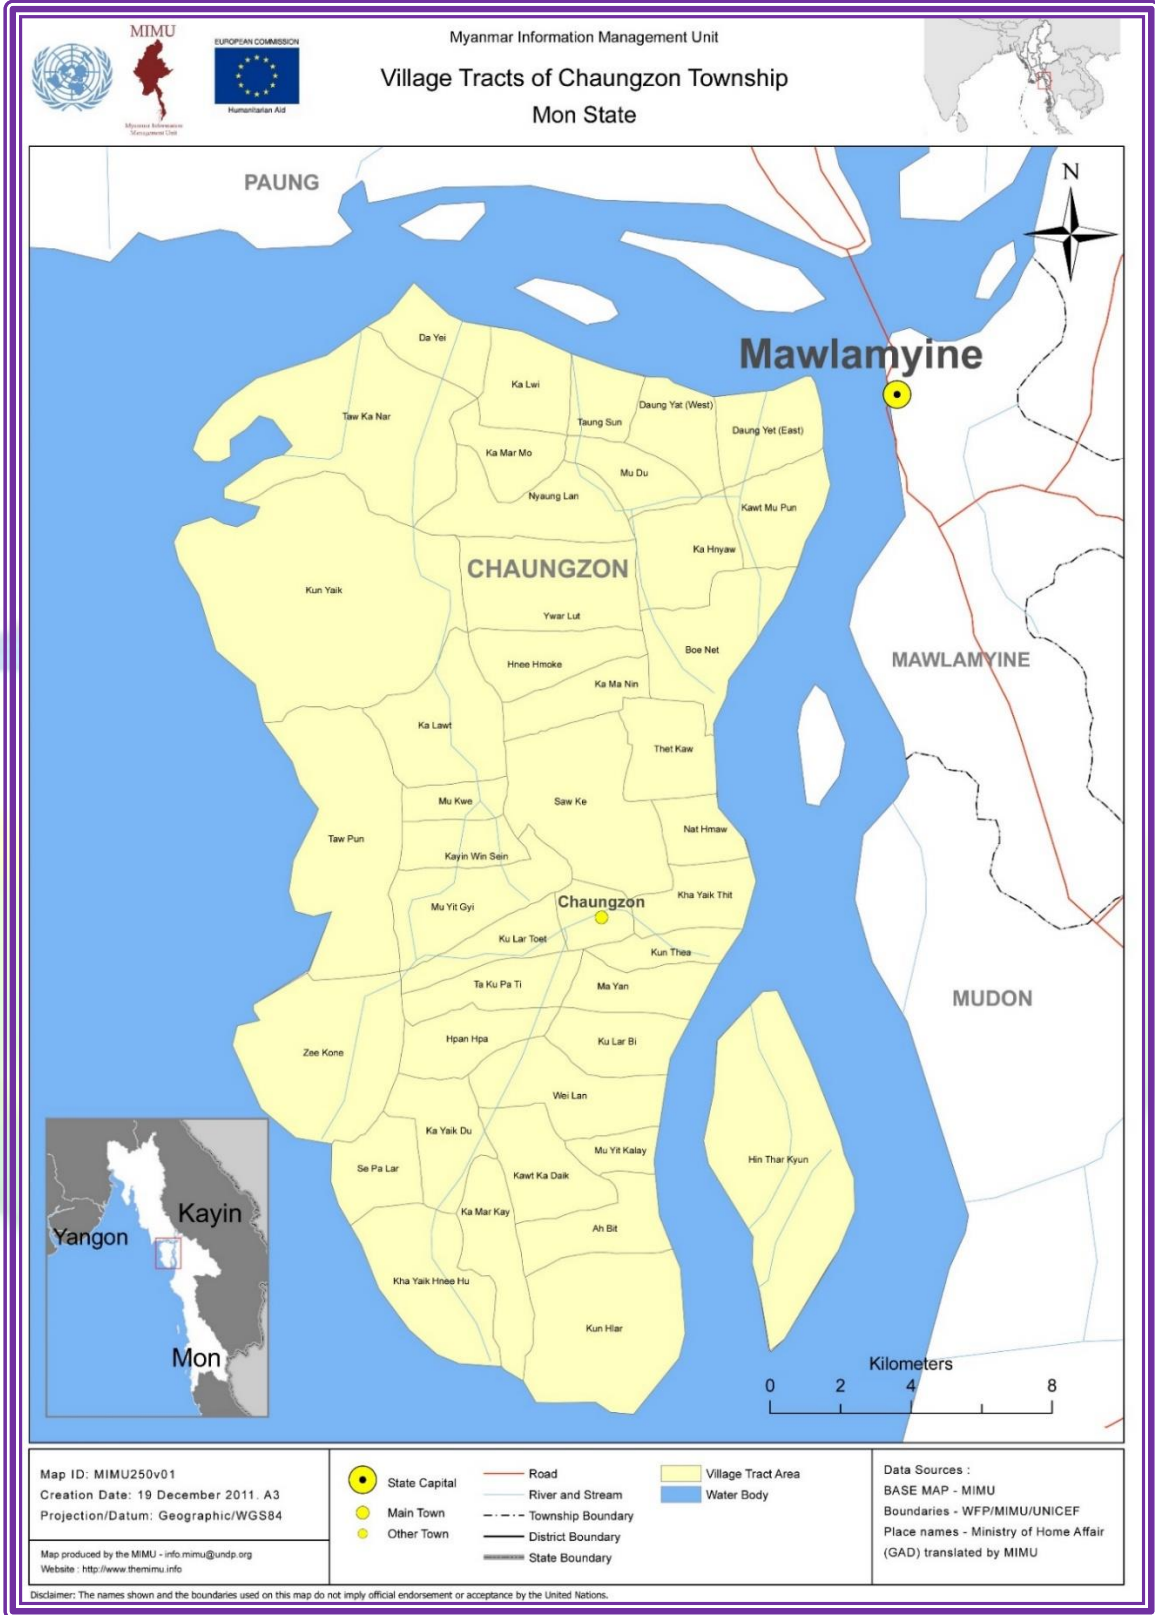 MIMU
Myanmar Information
Management Unit
EUROPEAN COMMISSION
Humanitarian Aid
Myanmar Information Management Unit
Village Tracts of Chaungzon Township
Mon State
PAUNG
N
Da Yei
Mawlamyine
Ka Lwi
Taw Ka Nar
Daung Yat (West)
Taung Sun
Daung Yet (East)
Ka Mar Mo
Mu Du
Nyaung Lan
Kawt Mu Pun
Ka Hnyaw
CHAUNGZON
Kun Yaik
Ywar Lut
Boe Net
MAWLAMYINE
Hnee Hmoke
Ka Ma Nin
Ka Lawt
Thet Kaw
Mu Kwe
Saw Ke
Nat Hmaw
Taw Pun
Kayin Win Sein
Kha Yaik Thit
Chaungzon
Mu Yit Gyi
Ku Lar Toet
Kun Thea
Ta Ku Pa Ti
Ma Yan
MUDON
Hpan Hpa
Ku Lar Bi
Zee Kone
Wei Lan
Ka Yaik Du
Mu Yit Kalay
Hin Thar Kyun
Se Pa Lar
Kawt Ka Daik
Ka Mar Kay
Ah Bit
Kha Yaik Hnee Hu
Kun Hlar
Kayin
Yangon
Mon
Kilometers
0 2 4 8
Map ID: MIMU250v01
Creation Date: 19 December 2011. A3
Projection/Datum: Geographic/WGS84
Map produced by the MIMU - info.mimu@undp.org
Website : http://www.themimu.info
State Capital
Main Town
Other Town
Road
River and Stream
Township Boundary
District Boundary
State Boundary
Village Tract Area
Water Body
Data Sources :
BASE MAP - MIMU
Boundaries - WFP/MIMU/UNICEF
Place names - Ministry of Home Affair
(GAD) translated by MIMU
Disclaimer: The names shown and the boundaries used on this map do not imply official endorsement or acceptance by the United Nations.